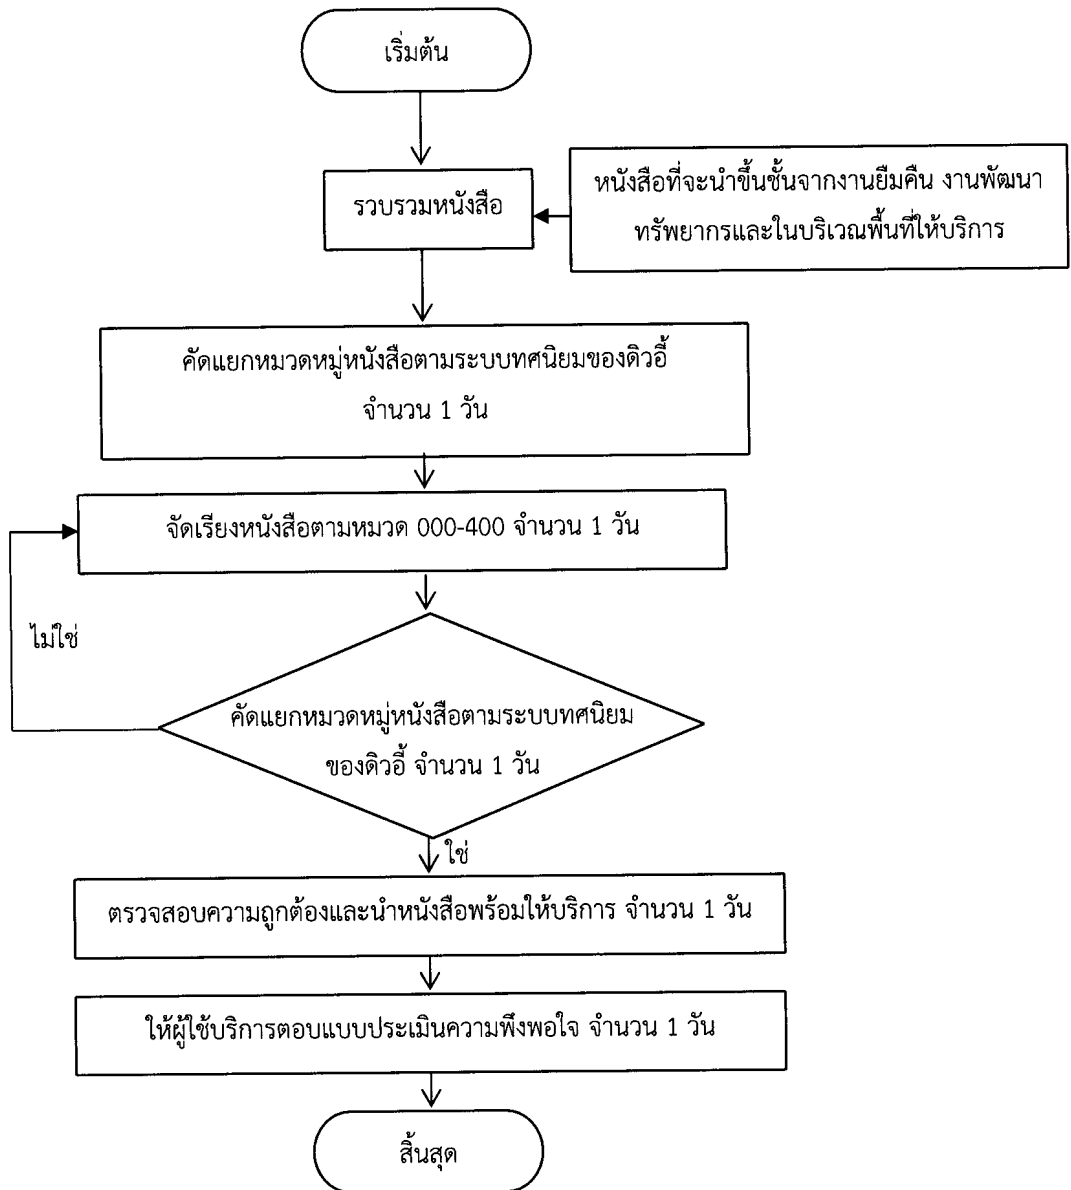 เริ่มต้น
รวบรวมหนังสือ
หนังสือที่จะนำขึ้นชั้นจากงานยืมคืน งานพัฒนา
ทรัพยากรและในบริเวณพื้นที่ให้บริการ
คัดแยกหมวดหมู่หนังสือตามระบบทศนิยมของดิวอี้
จำนวน 1 วัน
จัดเรียงหนังสือตามหมวด 000-400 จำนวน 1 วัน
ไม่ใช่
คัดแยกหมวดหมู่หนังสือตามระบบทศนิยม
ของดิวอี้ จำนวน 1 วัน
ใช่
ตรวจสอบความถูกต้องและนำหนังสือพร้อมให้บริการ จำนวน 1 วัน
ให้ผู้ใช้บริการตอบแบบประเมินความพึงพอใจ จำนวน 1 วัน
สิ้นสุด